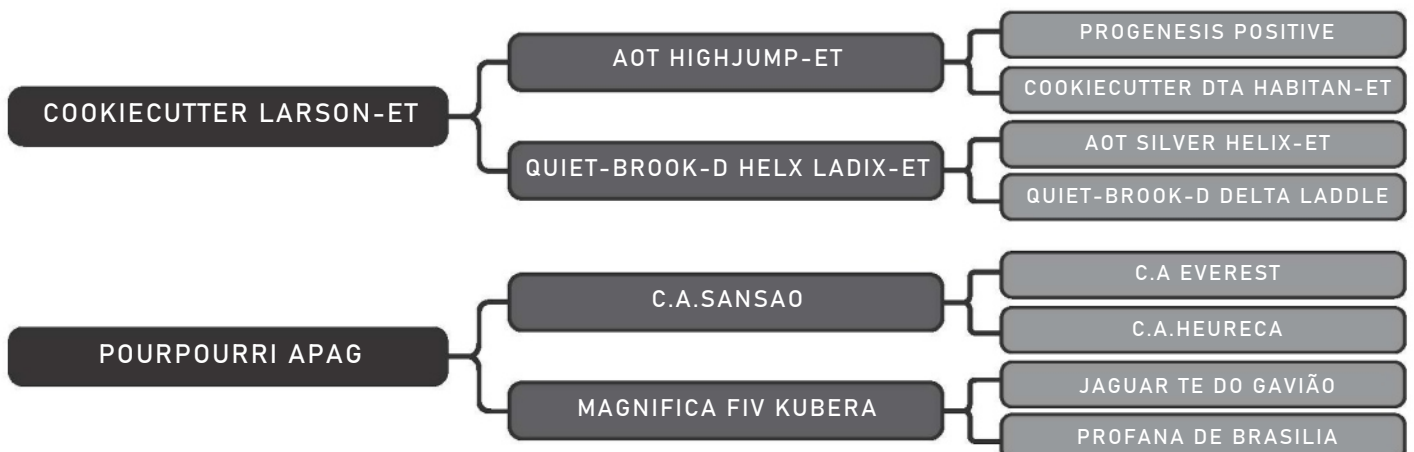 COOKIECUTTER LARSON-ET
AOT HIGHJUMP-ET
PROGENESIS POSITIVE
COOKIECUTTER DTA HABITAN-ET
QUIET-BROOK-D HELX LADIX-ET
AOT SILVER HELIX-ET
QUIET-BROOK-D DELTA LADDLE
POURPOURRI APAG
C.A.SANSAO
C.A EVEREST
C.A.HEURECA
MAGNIFICA FIV KUBERA
JAGUAR TE DO GAVIÃO
PROFANA DE BRASILIA